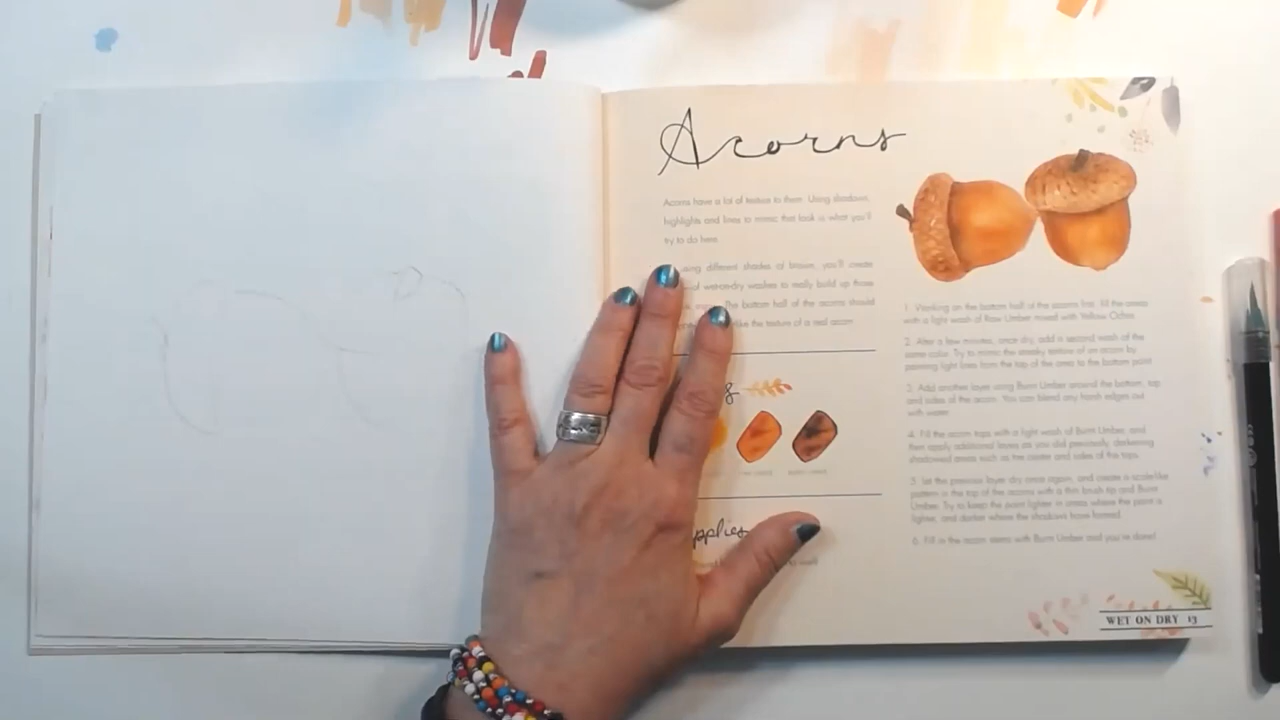 Acorns
Acorns have a lot of texture to them. Using shadows,
highlights and lines to mimic that look is what you'll
try to do here.
using different shades of brown, you'll create
of wet-on-dry washes to really build up those
The bottom half of the acorns should
like the texture of a real acorn
pplies
1. Working on the bottom half of the acorns first, fill the areas
with a light wash of Raw Umber mixed with Yellow Ochre.
2. After a few minutes, once dry, add a second wash of the
same color. Try to mimic the streaky texture of an acorn by
painting light lines from the top of the area to the bottom point.
3. Add another layer using Burnt Umber around the bottom, top
and sides of the acorn. You can blend any harsh edges out
with water.
4. Fill the acorn tops with a light wash of Burnt Umber, and
then apply additional layers as you did previously, darkening
shadowed areas such as the center and sides of the tops.
5. Let the previous layer dry once again, and create a scale-like
pattern in the top of the acorns with a thin brush tip and Burnt
Umber. Try to keep the paint lighter in areas where the paint is
lighter, and darker where the shadows have formed.
6. Fill in the acorn stems with Burnt Umber and you're done!
WET ON DRY 13